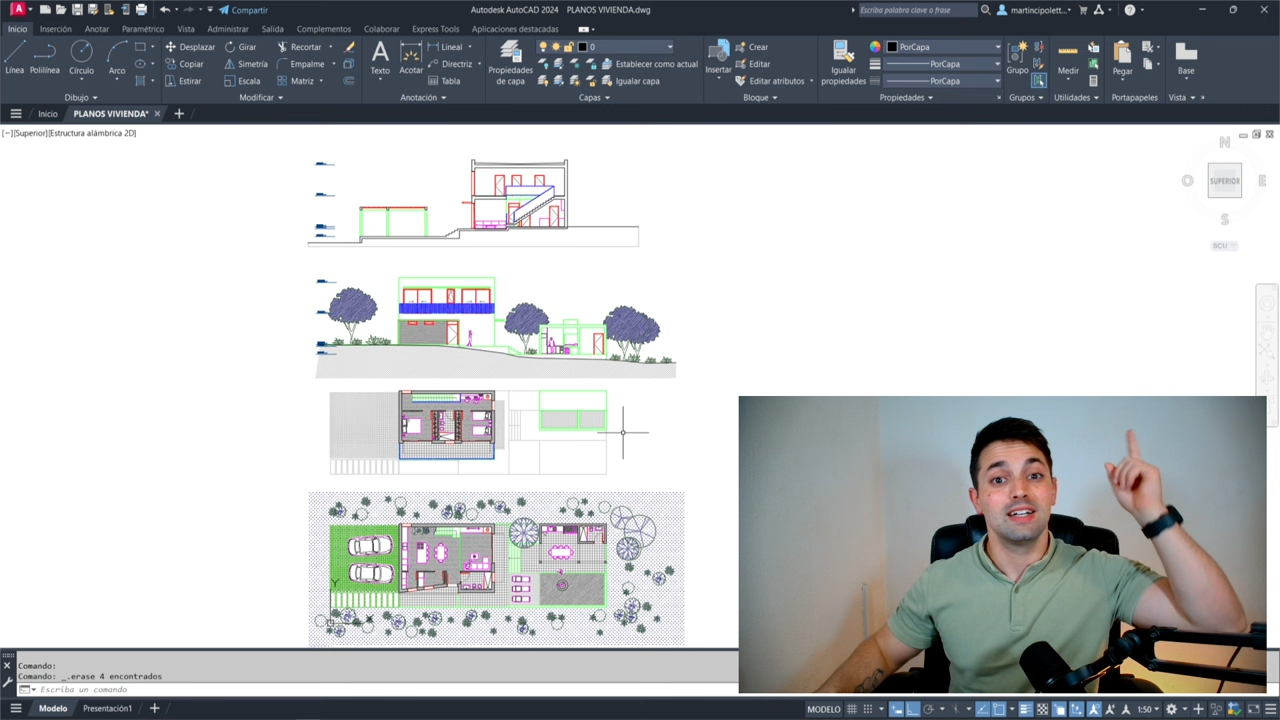 Compartir
Autodesk AutoCAD 2024 PLANOS VIVIENDA.dwg
Escriba palabra clave o frase
martincipolett...
Inicio Inserción Anotar Paramétrico Vista Administrar Salida Complementos Colaborar Express Tools Aplicaciones destacadas
Línea Polilínea Círculo Arco
Desplazar Girar Recortar
Copiar Simetría Empalme
Estirar Escala Matriz
Texto Acotar
Lineal
Directriz
Tabla
Propiedades
de capa
0
Establecer como actual
Igualar capa
Insertar
Crear
Editar
Editar atributos
Igualar
propiedades
PorCapa
PorCapa
PorCapa
Grupo
Medir
Pegar
Base
Dibujo Modificar Anotación Capas Bloque Propiedades Grupos Utilidades Portapapeles Vista
Inicio PLANOS VIVIENDA*
[−][Superior][Estructura alámbrica 2D]
N
O SUPERIOR E
S
SCU
Y
Comando:
Comando: _.erase 4 encontrados
Escriba un comando
Modelo Presentación1
MODELO 1:50